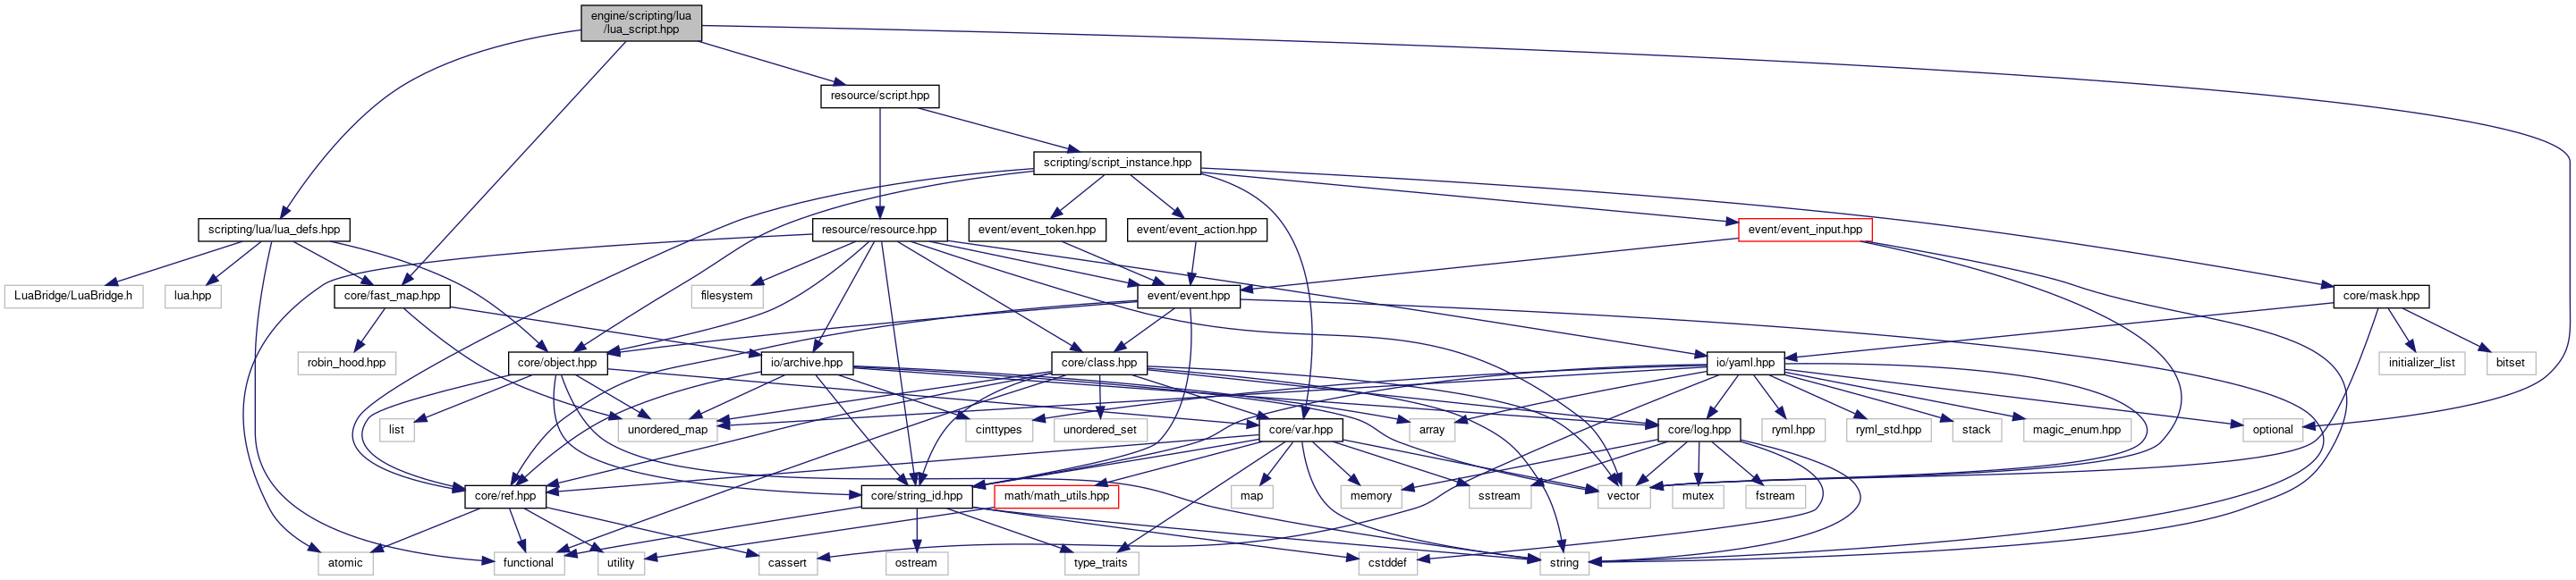 engine/scripting/lua
/lua_script.hpp
resource/script.hpp
scripting/script_instance.hpp
scripting/lua/lua_defs.hpp
resource/resource.hpp
event/event_token.hpp
event/event_action.hpp
event/event_input.hpp
LuaBridge/LuaBridge.h
lua.hpp
core/fast_map.hpp
filesystem
event/event.hpp
core/mask.hpp
robin_hood.hpp
core/object.hpp
io/archive.hpp
core/class.hpp
io/yaml.hpp
initializer_list
bitset
list
unordered_map
cinttypes
unordered_set
core/var.hpp
array
core/log.hpp
ryml.hpp
ryml_std.hpp
stack
magic_enum.hpp
optional
core/ref.hpp
core/string_id.hpp
math/math_utils.hpp
map
memory
sstream
vector
mutex
fstream
atomic
functional
utility
cassert
ostream
type_traits
cstddef
string